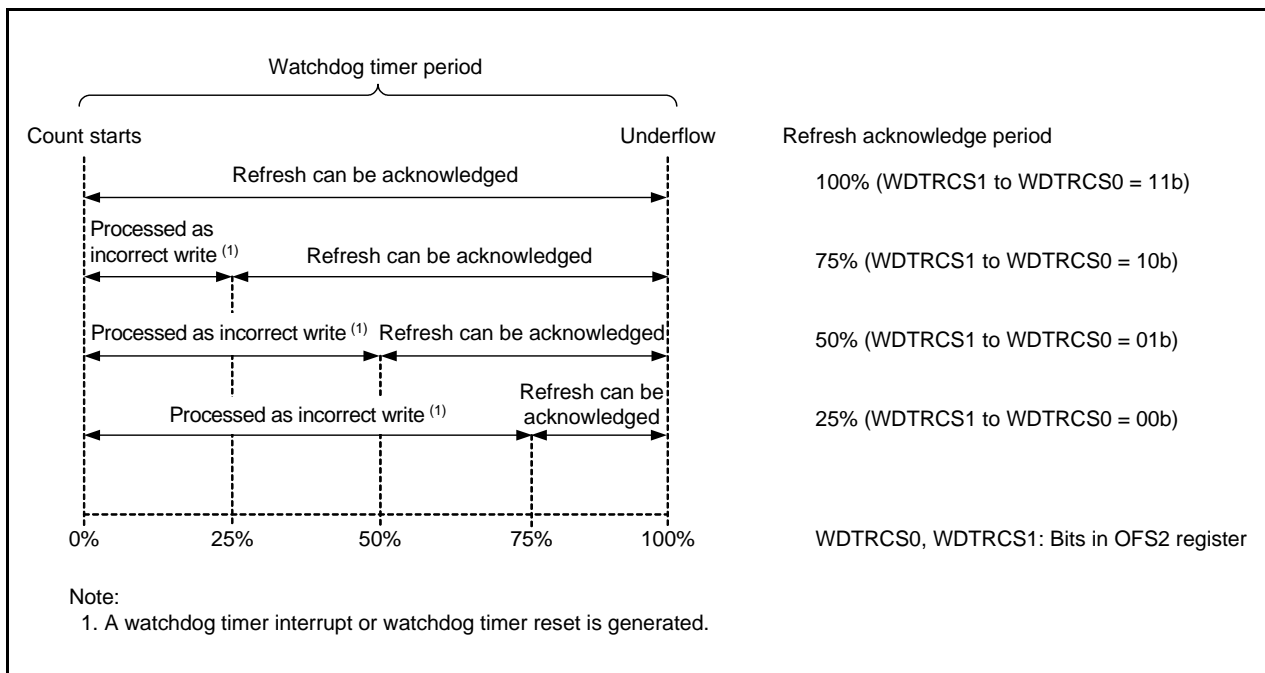 Watchdog timer period
Count starts
Underflow
Refresh acknowledge period
Refresh can be acknowledged
100% (WDTRCS1 to WDTRCS0 = 11b)
Processed as
incorrect write (1)
Refresh can be acknowledged
75% (WDTRCS1 to WDTRCS0 = 10b)
Processed as incorrect write (1)
Refresh can be acknowledged
50% (WDTRCS1 to WDTRCS0 = 01b)
Processed as incorrect write (1)
Refresh can be
acknowledged
25% (WDTRCS1 to WDTRCS0 = 00b)
0%
25%
50%
75%
100%
WDTRCS0, WDTRCS1: Bits in OFS2 register
Note:
1. A watchdog timer interrupt or watchdog timer reset is generated.